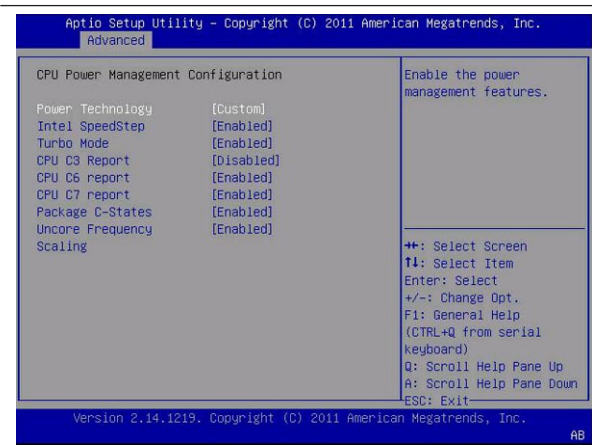 Aptio Setup Utility – Copyright (C) 2011 American Megatrends, Inc.
Advanced
CPU Power Management Configuration
Power Technology [Custom]
Intel SpeedStep [Enabled]
Turbo Mode [Enabled]
CPU C3 Report [Disabled]
CPU C6 report [Enabled]
CPU C7 report [Enabled]
Package C-States [Enabled]
Uncore Frequency [Enabled]
Scaling
Enable the power
management features.
→←: Select Screen
↑↓: Select Item
Enter: Select
+/-: Change Opt.
F1: General Help
(CTRL+Q from serial
keyboard)
Q: Scroll Help Pane Up
A: Scroll Help Pane Down
ESC: Exit
Version 2.14.1219. Copyright (C) 2011 American Megatrends, Inc.
AB